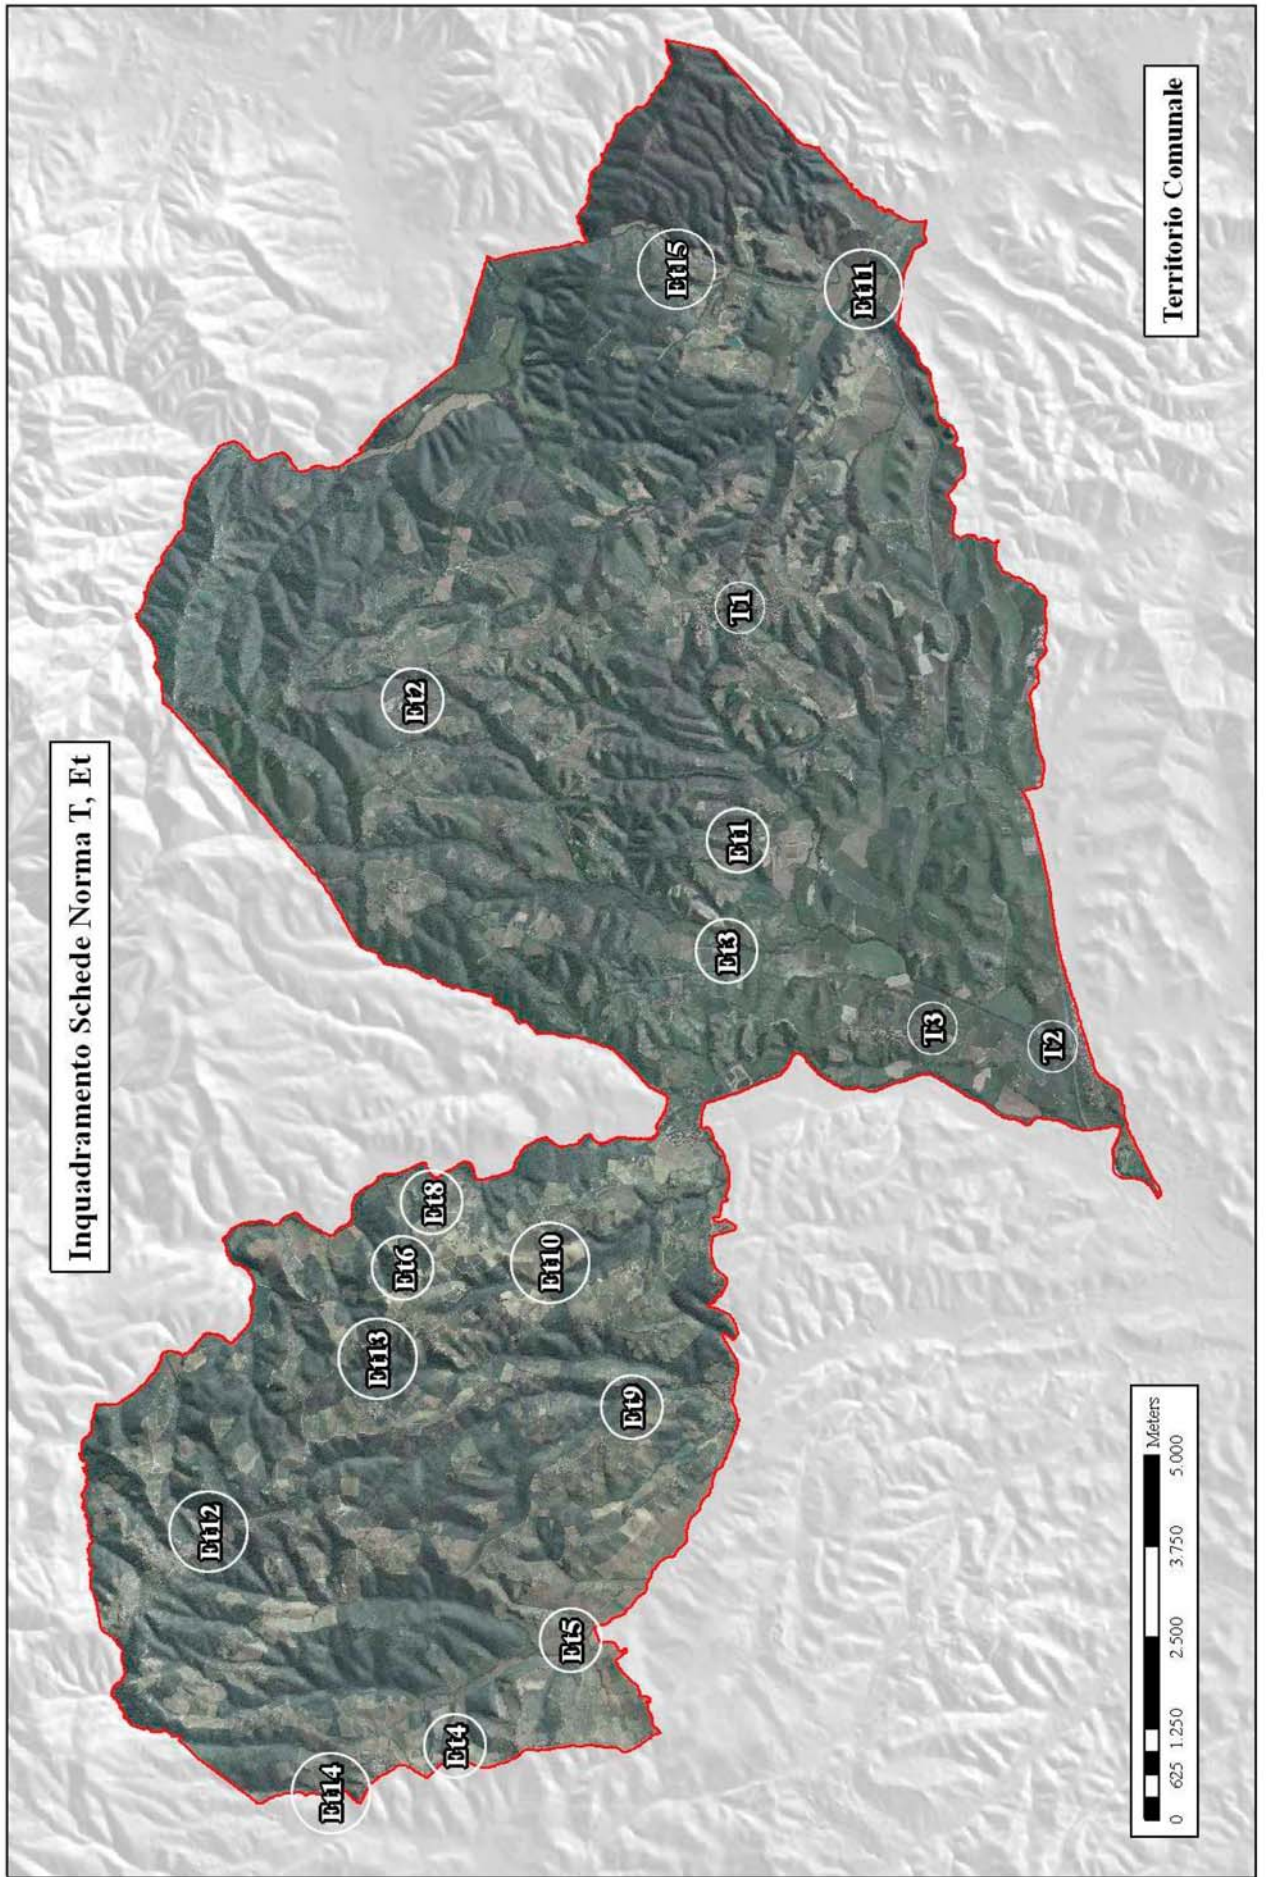 Inquadramento Schede Norma T, Et
Et12
Et14
Et13
Et6
Et8
Et2
Et4
Et10
Et5
Et9
Et15
Et3
Et1
T1
Et11
T3
T2
0 625 1.250 2.500 3.750 5.000
Meters
Territorio Comunale